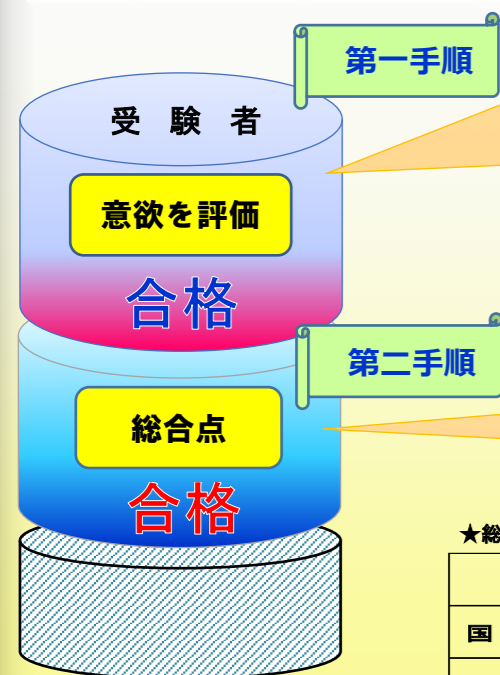 第一手順
受 験 者
意欲を評価
合格
第二手順
総合点
合格
★総
国